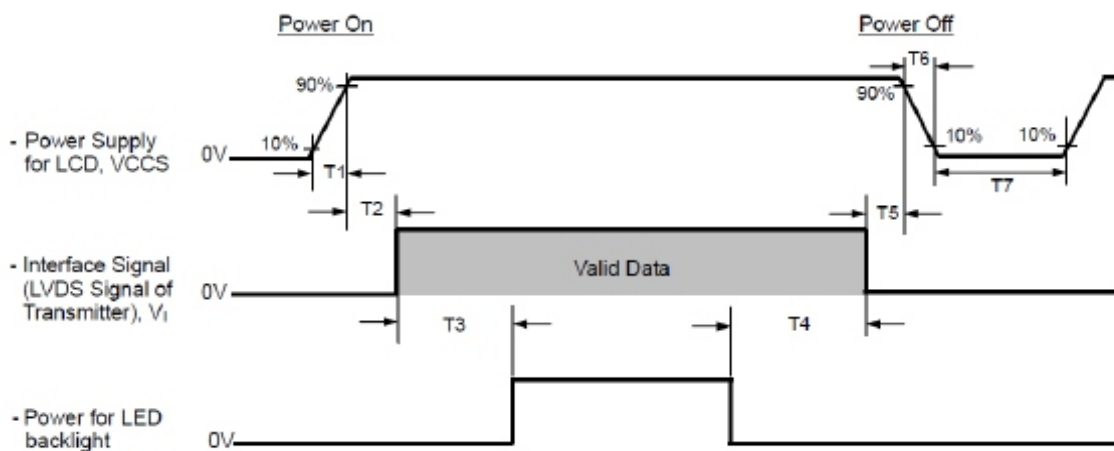 Power On
Power Off
T6
90%
90%
- Power Supply
for LCD, VCCS
0V
10%
10%
10%
T1
T7
T2
T5
- Interface Signal
(LVDS Signal of
Transmitter), VI
0V
Valid Data
T3
T4
- Power for LED
backlight
0V